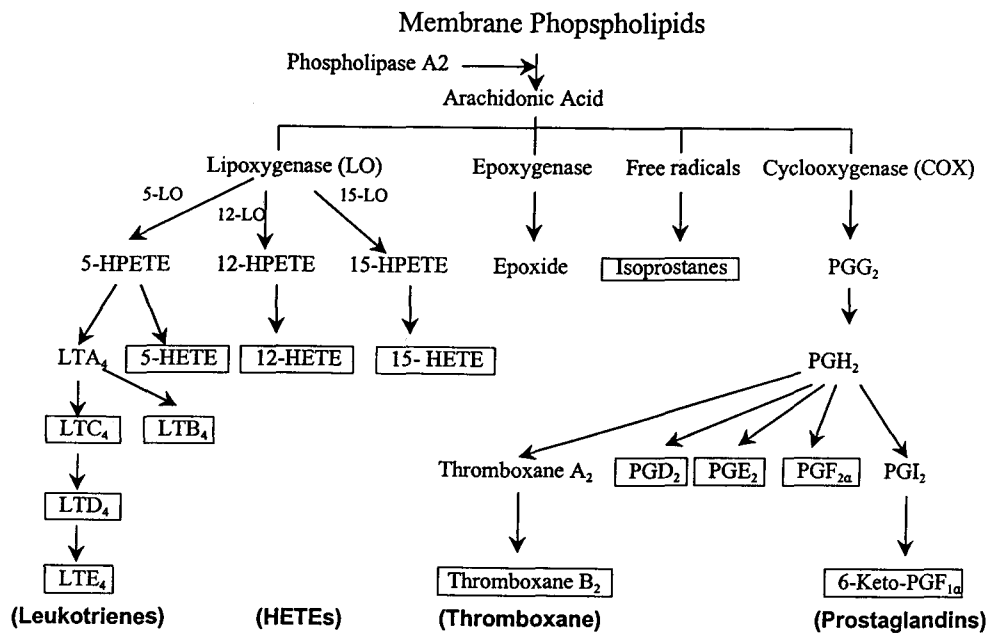 Membrane Phopspholipids
Phospholipase A2
Arachidonic Acid
Lipoxygenase (LO)
Epoxygenase
Free radicals
Cyclooxygenase (COX)
5-LO
12-LO
15-LO
5-HPETE
12-HPETE
15-HPETE
Epoxide
Isoprostanes
PGG₂
LTA₄
5-HETE
12-HETE
15- HETE
PGH₂
LTC₄
LTB₄
Thromboxane A₂
PGD₂
PGE₂
PGF₂α
PGI₂
LTD₄
LTE₄
Thromboxane B₂
6-Keto-PGF₁α
(Leukotrienes)
(HETEs)
(Thromboxane)
(Prostaglandins)